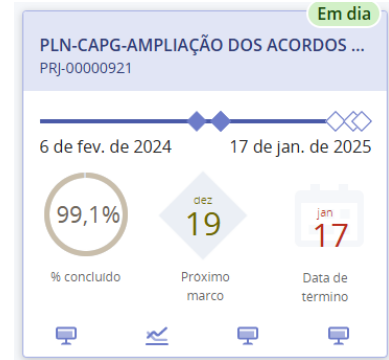 Em dia
PLN-CAPG-AMPLIAÇÃO DOS ACORDOS ...
PRJ-00000921
6 de fev. de 2024 17 de jan. de 2025
99,1% dez 19 jan 17
% concluído Próximo marco Data de termino